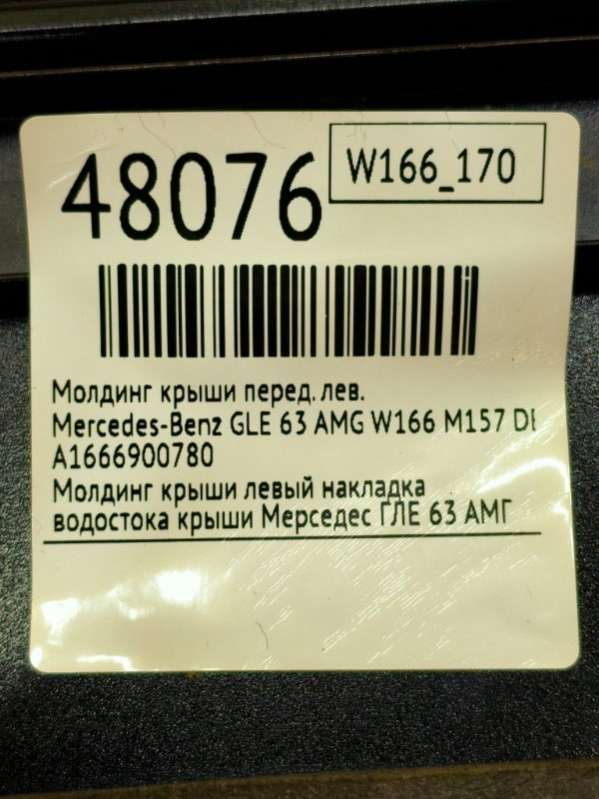 48076
W166_170
Молдинг крыши перед. лев.
Mercedes-Benz GLE 63 AMG W166 M157 DE
A1666900780
Молдинг крыши левый накладка
водостока крыши Мерседес ГЛЕ 63 АМГ